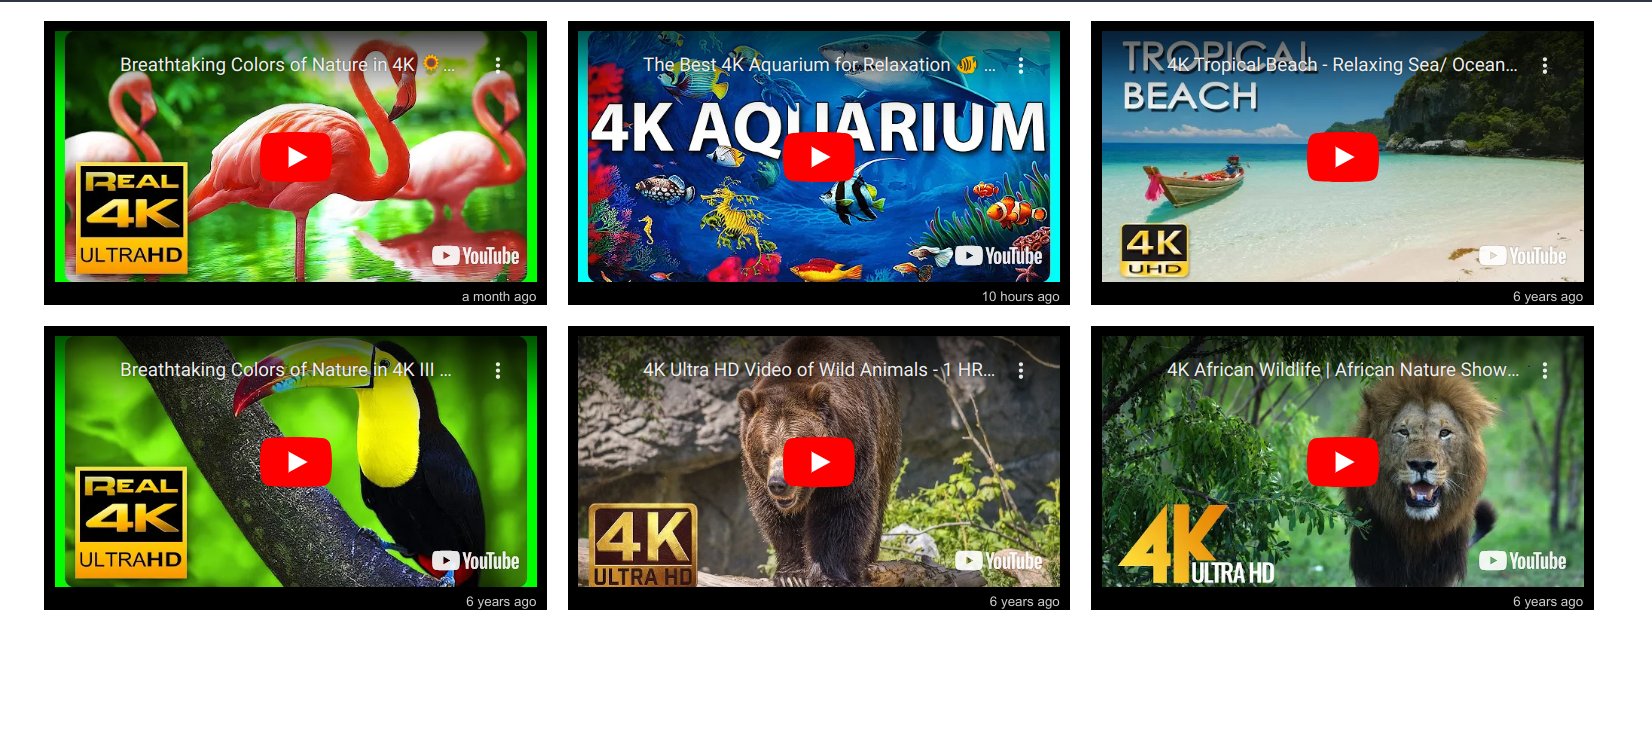 Breathtaking Colors of Nature in 4K 🌻...
REAL
4K
ULTRAHD
YouTube
a month ago
The Best 4K Aquarium for Relaxation 🐠 ...
4K AQUARIUM
YouTube
10 hours ago
TROPICAL
4K Tropical Beach - Relaxing Sea/ Ocean...
BEACH
4K
UHD
YouTube
6 years ago
Breathtaking Colors of Nature in 4K III ...
REAL
4K
ULTRAHD
YouTube
6 years ago
4K Ultra HD Video of Wild Animals - 1 HR...
4K
ULTRA HD
YouTube
6 years ago
4K African Wildlife | African Nature Show...
4K
ULTRA HD
YouTube
6 years ago